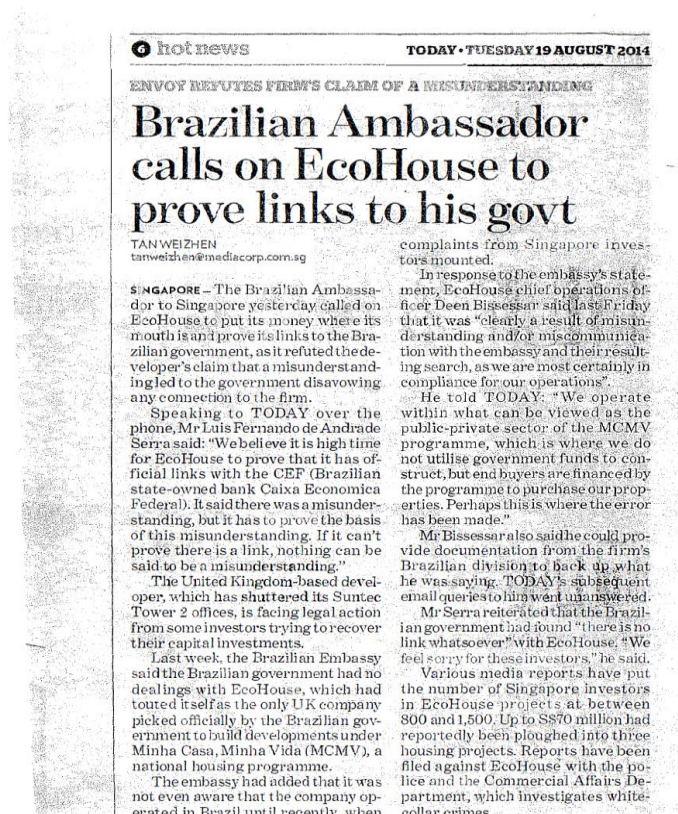 6 hot news
TODAY • TUESDAY 19 AUGUST 2014
ENVOY REFUTES FIRM'S CLAIM OF A MISUNDERSTANDING
Brazilian Ambassador
calls on EcoHouse to
prove links to his govt
TAN WEIZHEN
tanweizhen@mediacorp.com.sg
SINGAPORE — The Brazilian Ambassa-
dor to Singapore yesterday called on
EcoHouse to put its money where its
mouth is and prove its links to the Bra-
zilian government, as it refuted the de-
veloper's claim that a misunderstand-
ing led to the government disavowing
any connection to the firm.
Speaking to TODAY over the
phone, Mr Luis Fernando de Andrade
Serra said: "We believe it is high time
for EcoHouse to prove that it has of-
ficial links with the CEF (Brazilian
state-owned bank Caixa Economica
Federal). It said there was a misunder-
standing, but it has to prove the basis
of this misunderstanding. If it can't
prove there is a link, nothing can be
said to be a misunderstanding."
The United Kingdom-based devel-
oper, which has shuttered its Suntec
Tower 2 offices, is facing legal action
from some investors trying to recover
their capital investments.
Last week, the Brazilian Embassy
said the Brazilian government had no
dealings with EcoHouse, which had
touted itself as the only UK company
picked officially by the Brazilian gov-
ernment to build developments under
Minha Casa, Minha Vida (MCMV), a
national housing programme.
The embassy had added that it was
not even aware that the company op-
erated in Brazil until recently, when
complaints from Singapore inves-
tors mounted.
In response to the embassy's state-
ment, EcoHouse chief operations of-
ficer Deen Bissessar said last Friday
that it was "clearly a result of misun-
derstanding and/or miscommunica-
tion with the embassy and their result-
ing search, as we are most certainly in
compliance for our operations".
He told TODAY: "We operate
within what can be viewed as the
public-private sector of the MCMV
programme, which is where we do
not utilise government funds to con-
struct, but end buyers are financed by
the programme to purchase our prop-
erties. Perhaps this is where the error
has been made."
Mr Bissessar also said he could pro-
vide documentation from the firm's
Brazilian division to back up what
he was saying. TODAY's subsequent
email queries to him went unanswered.
Mr Serra reiterated that the Brazil-
ian government had found "there is no
link whatsoever" with EcoHouse. "We
feel sorry for these investors," he said.
Various media reports have put
the number of Singapore investors
in EcoHouse projects at between
800 and 1,500. Up to S$70 million had
reportedly been ploughed into three
housing projects. Reports have been
filed against EcoHouse with the po-
lice and the Commercial Affairs De-
partment, which investigates white-
collar crimes.